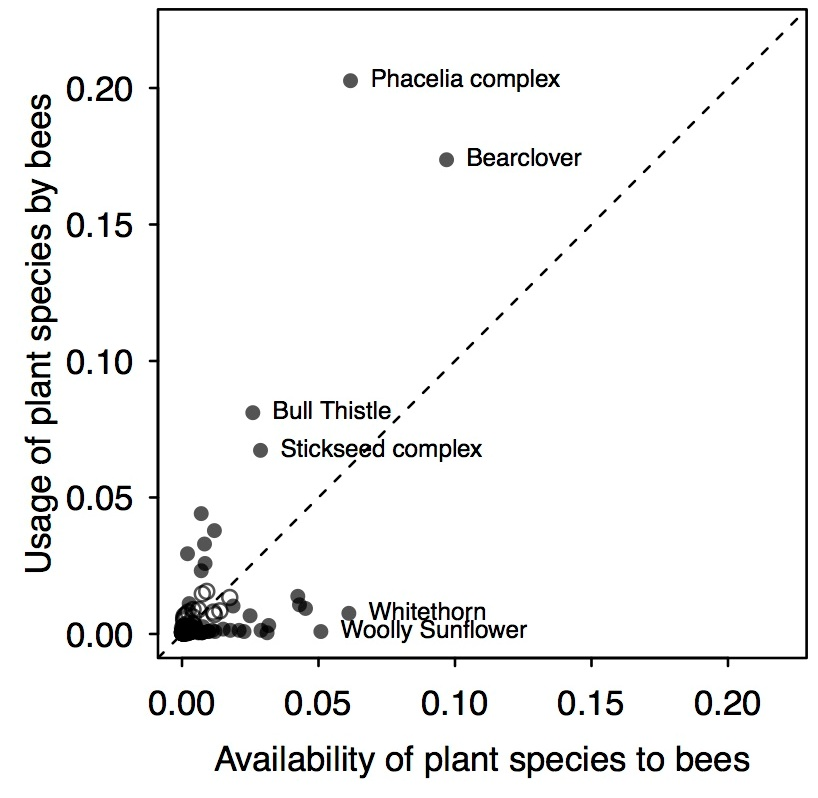 0.20
0.15
0.10
0.05
0.00
Usage of plant species by bees
Phacelia complex
Bearclover
Bull Thistle
Stickseed complex
Whitethorn
Woolly Sunflower
0.00 0.05 0.10 0.15 0.20
Availability of plant species to bees